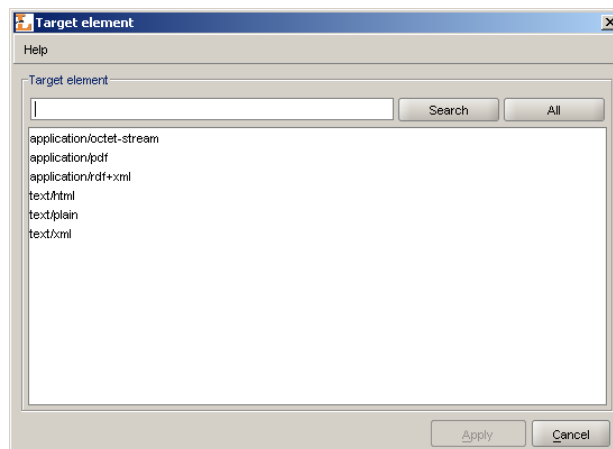 Target element
Help
Target element
Search All
application/octet-stream
application/pdf
application/rdf+xml
text/html
text/plain
text/xml
Apply Cancel